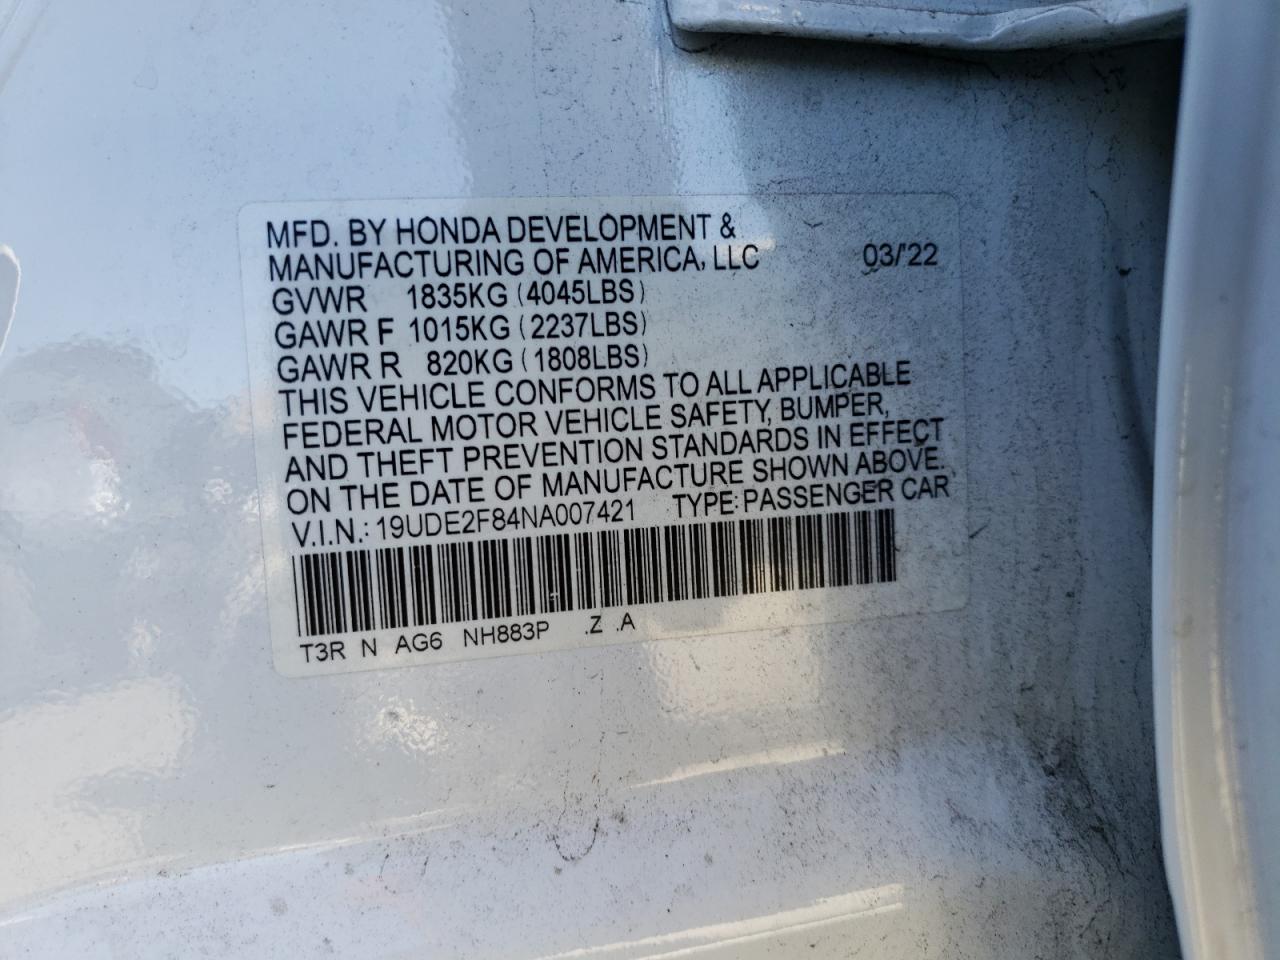 MFD. BY HONDA DEVELOPMENT &
MANUFACTURING OF AMERICA, LLC 03/'22
GVWR 1835KG (4045LBS)
GAWR F 1015KG (2237LBS)
GAWR R 820KG (1808LBS)
THIS VEHICLE CONFORMS TO ALL APPLICABLE
FEDERAL MOTOR VEHICLE SAFETY, BUMPER,
AND THEFT PREVENTION STANDARDS IN EFFECT
ON THE DATE OF MANUFACTURE SHOWN ABOVE.
V.I.N.: 19UDE2F84NA007421 TYPE: PASSENGER CAR
T3R N AG6 NH883P .Z .A